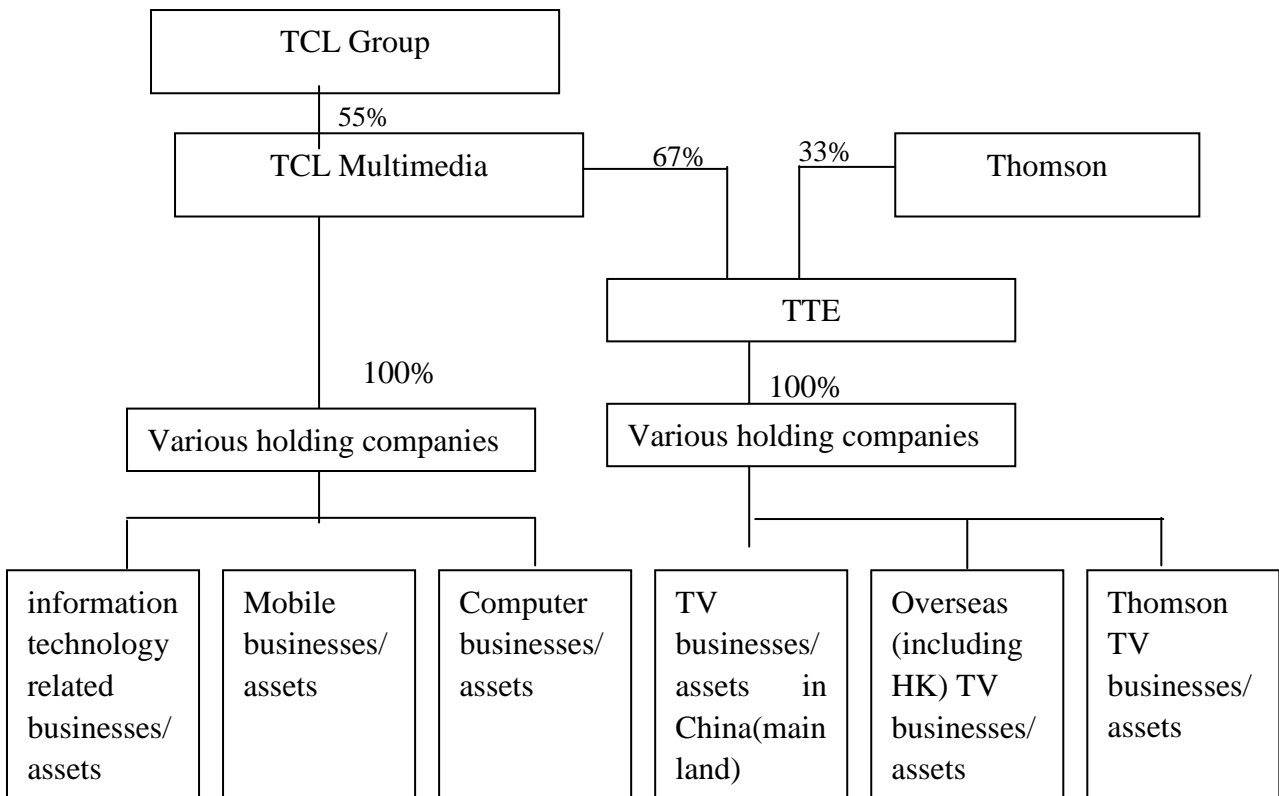 TCL Group
55%
TCL Multimedia
67%
33%
Thomson
TTE
100%
100%
Various holding companies
Various holding companies
information
technology
related
businesses/
assets
Mobile
businesses/
assets
Computer
businesses/
assets
TV
businesses/
assets in
China(main
land)
Overseas
(including
HK) TV
businesses/
assets
Thomson
TV
businesses/
assets